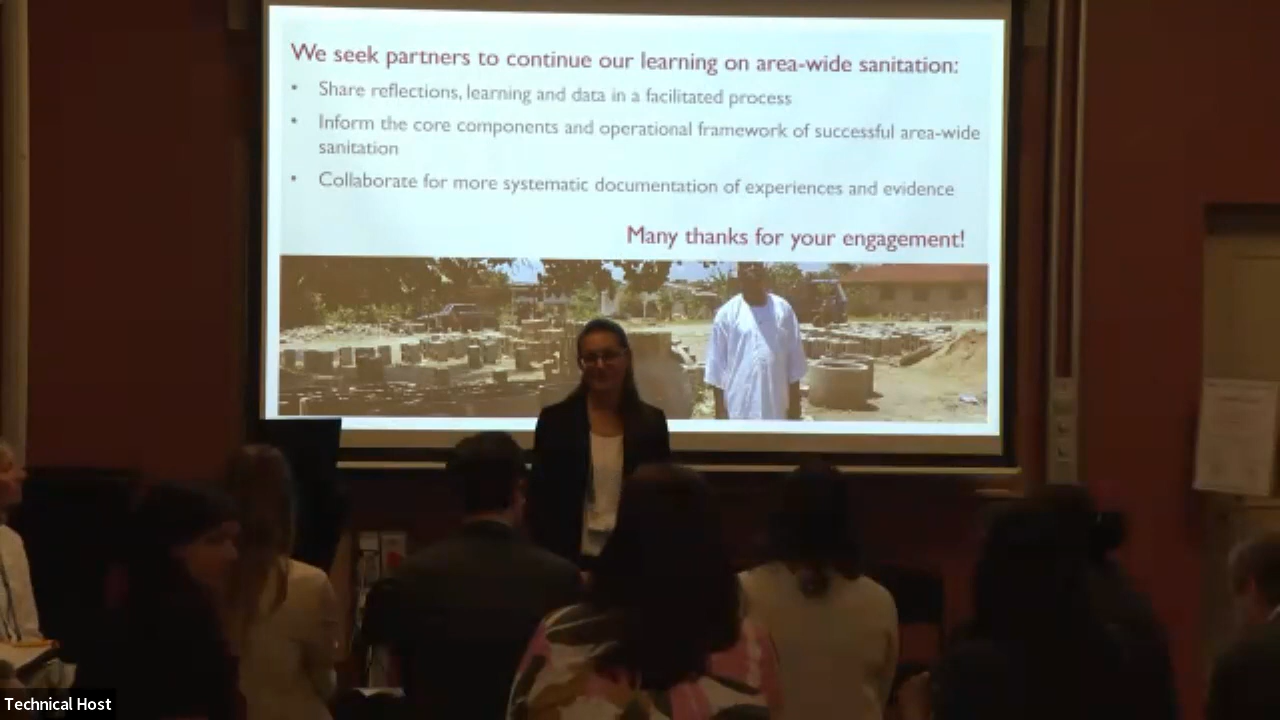 We seek partners to continue our learning on area-wide sanitation:
• Share reflections, learning and data in a facilitated process
• Inform the core components and operational framework of successful area-wide
sanitation
• Collaborate for more systematic documentation of experiences and evidence
Many thanks for your engagement!
Technical Host